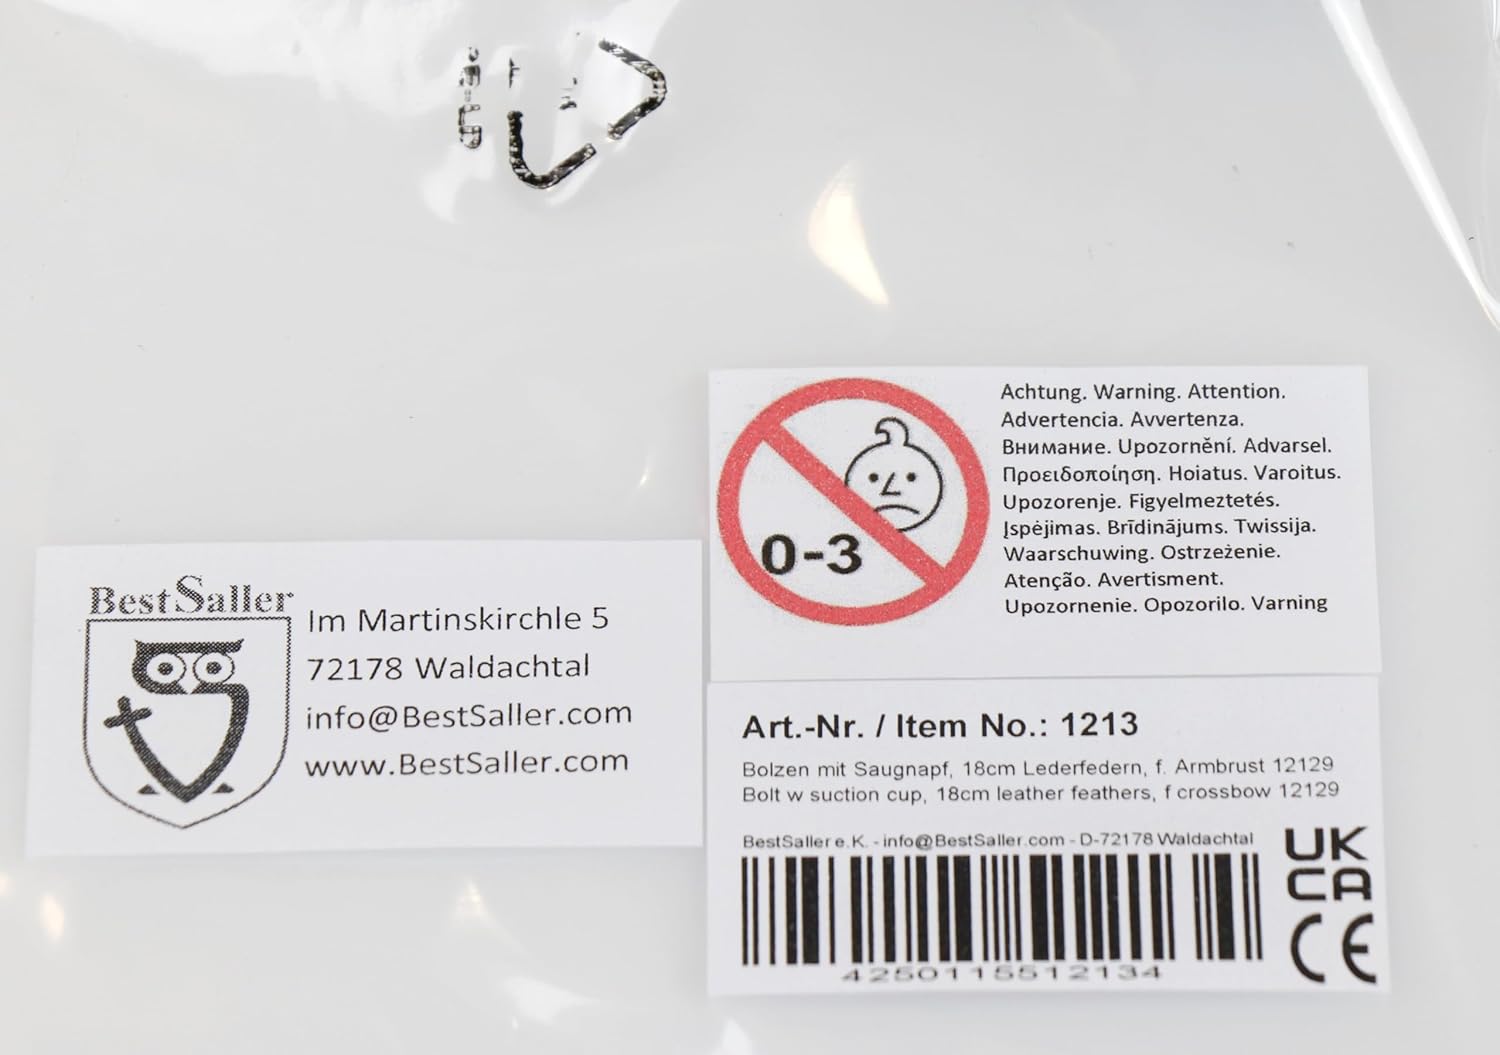 BestSaller
Im Martinskirchle 5
72178 Waldachtal
info@BestSaller.com
www.BestSaller.com
0-3
Achtung. Warning. Attention.
Advertencia. Avvertenza.
Внимание. Upozornění. Advarsel.
Προειδοποίηση. Hoiatus. Varoitus.
Upozorenje. Figyelmeztetés.
Įspėjimas. Brīdinājums. Twissija.
Waarschuwing. Ostrzeżenie.
Atenção. Avertisment.
Upozornenie. Opozorilo. Varning
Art.-Nr. / Item No.: 1213
Bolzen mit Saugnapf, 18cm Lederfedern, f. Armbrust 12129
Bolt w suction cup, 18cm leather feathers, f crossbow 12129
BestSaller e.K. - info@BestSaller.com - D-72178 Waldachtal
4250115512134
UK
CA
CE